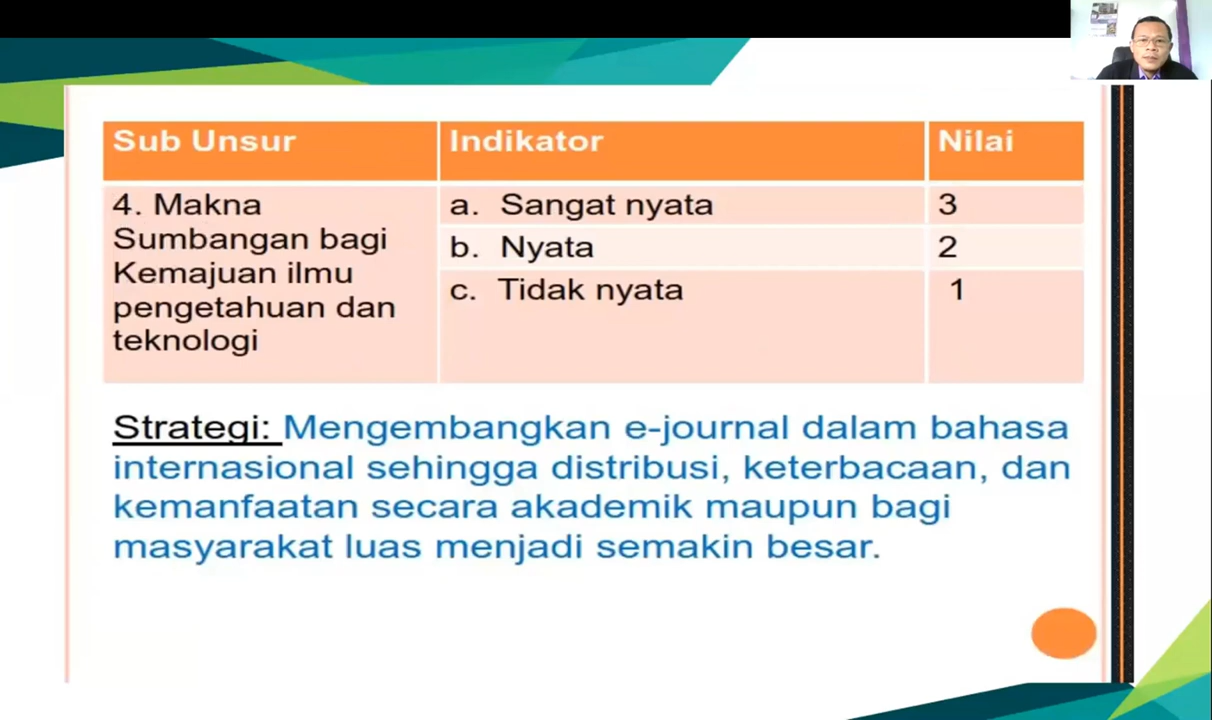 Sub Unsur
Indikator
Nilai
4. Makna
Sumbangan bagi
Kemajuan ilmu
pengetahuan dan
teknologi
a. Sangat nyata
3
b. Nyata
2
c. Tidak nyata
1
Strategi: Mengembangkan e-journal dalam bahasa
internasional sehingga distribusi, keterbacaan, dan
kemanfaatan secara akademik maupun bagi
masyarakat luas menjadi semakin besar.